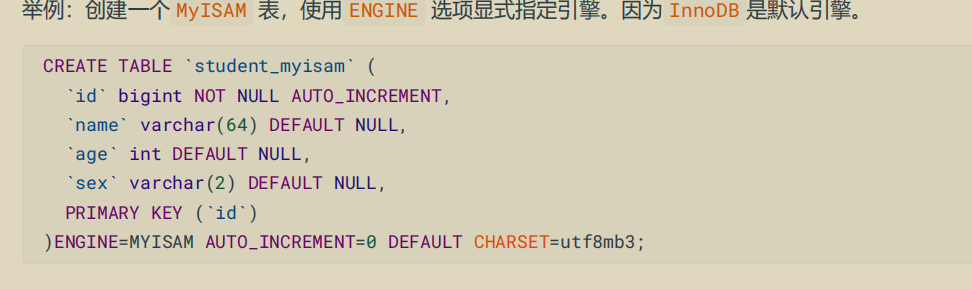 举例：创建一个 MyISAM 表，使用 ENGINE 选项显式指定引擎。因为 InnoDB 是默认引擎。
CREATE TABLE `student_myisam` (
`id` bigint NOT NULL AUTO_INCREMENT,
`name` varchar(64) DEFAULT NULL,
`age` int DEFAULT NULL,
`sex` varchar(2) DEFAULT NULL,
PRIMARY KEY (`id`)
)ENGINE=MYISAM AUTO_INCREMENT=0 DEFAULT CHARSET=utf8mb3;